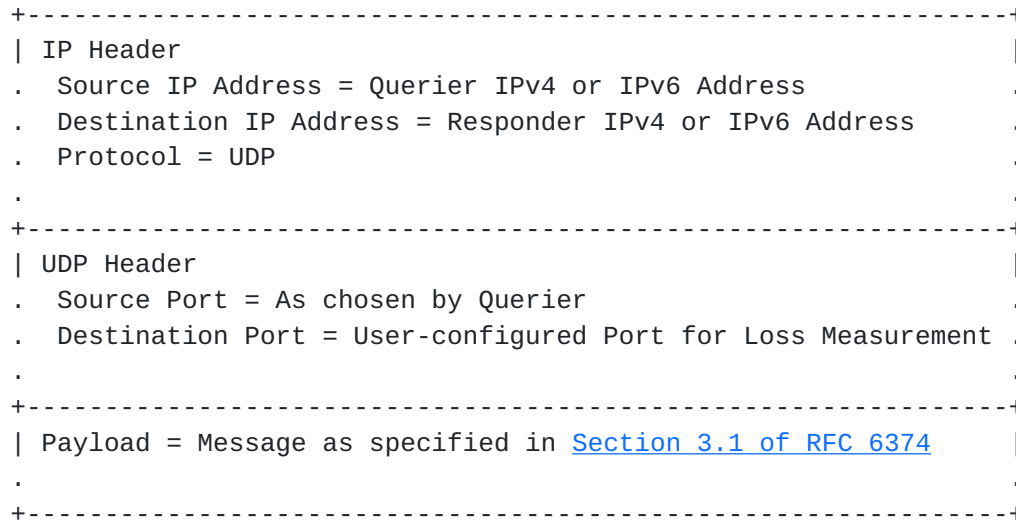 +---------------------------------------------------------------+
| IP Header                                                     |
.  Source IP Address = Querier IPv4 or IPv6 Address             .
.  Destination IP Address = Responder IPv4 or IPv6 Address      .
.  Protocol = UDP                                               .
.                                                               .
+---------------------------------------------------------------+
| UDP Header                                                    |
.  Source Port = As chosen by Querier                           .
.  Destination Port = User-configured Port for Loss Measurement .
.                                                               .
+---------------------------------------------------------------+
| Payload = Message as specified in Section 3.1 of RFC 6374     |
.                                                               .
+---------------------------------------------------------------+